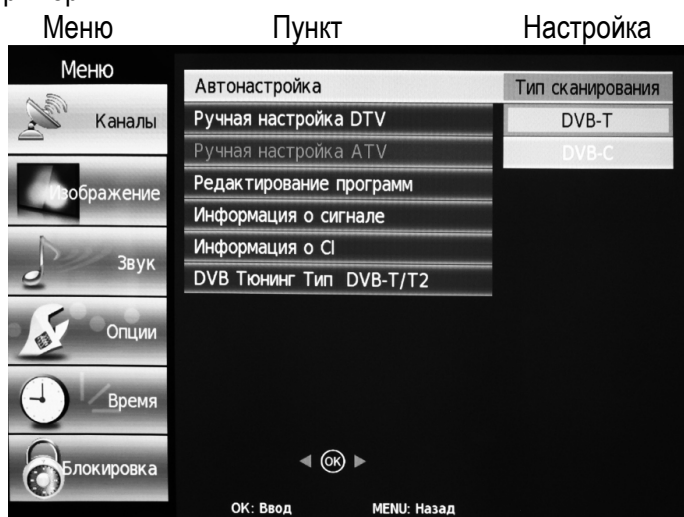 Меню Пункт Настройка
Меню
Автонастройка Тип сканирования
Каналы Ручная настройка DTV DVB-T
Ручная настройка ATV DVB-C
Изображение Редактирование программ
Информация о сигнале
Звук Информация о CI
DVB Тюнинг Тип DVB-T/T2
Опции
Время
Блокировка
OK
OK: Ввод MENU: Назад